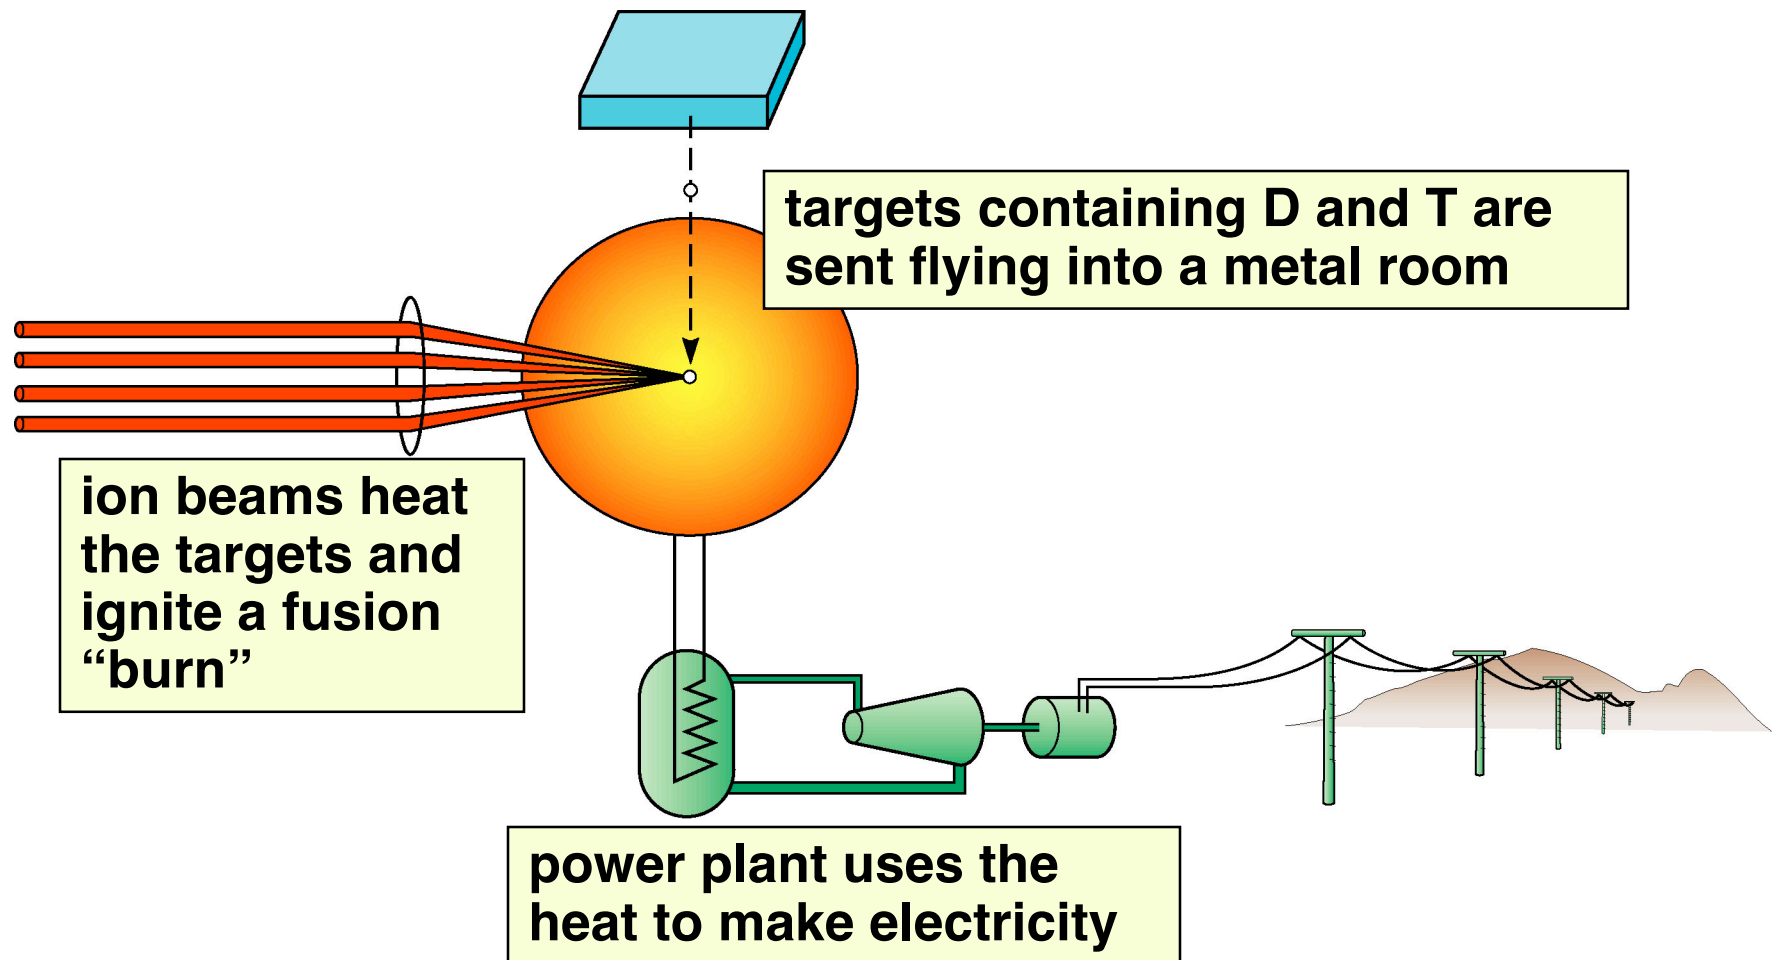 targets containing D and T are
sent flying into a metal room
ion beams heat
the targets and
ignite a fusion
“burn”
power plant uses the
heat to make electricity